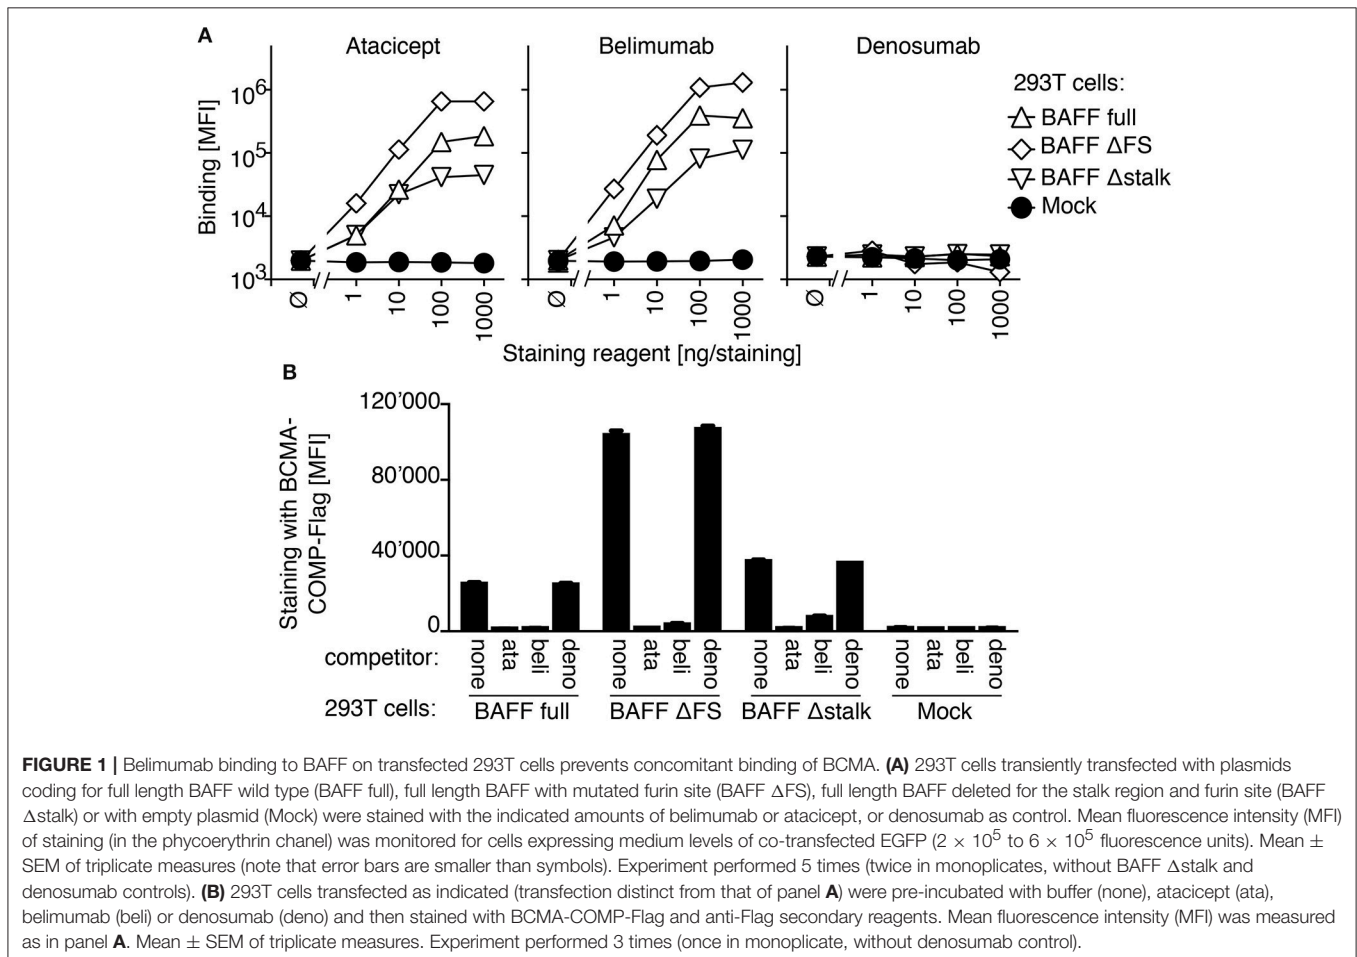 A
Atacicept
Belimumab
Denosumab
293T cells:
BAFF full
BAFF ΔFS
BAFF Δstalk
Mock
Binding [MFI]
10⁶
10⁵
10⁴
10³
Ø
1
10
100
1000
Ø
1
10
100
1000
Ø
1
10
100
1000
Staining reagent [ng/staining]
B
Staining with BCMA-
COMP-Flag [MFI]
120'000
80'000
40'000
0
competitor:
none
ata
beli
deno
none
ata
beli
deno
none
ata
beli
deno
none
ata
beli
deno
293T cells:
BAFF full
BAFF ΔFS
BAFF Δstalk
Mock
FIGURE 1 | Belimumab binding to BAFF on transfected 293T cells prevents concomitant binding of BCMA. (A) 293T cells transiently transfected with plasmids
coding for full length BAFF wild type (BAFF full), full length BAFF with mutated furin site (BAFF ΔFS), full length BAFF deleted for the stalk region and furin site (BAFF
Δstalk) or with empty plasmid (Mock) were stained with the indicated amounts of belimumab or atacicept, or denosumab as control. Mean fluorescence intensity (MFI)
of staining (in the phycoerythrin chanel) was monitored for cells expressing medium levels of co-transfected EGFP (2 × 10⁵ to 6 × 10⁵ fluorescence units). Mean ±
SEM of triplicate measures (note that error bars are smaller than symbols). Experiment performed 5 times (twice in monoplicates, without BAFF Δstalk and
denosumab controls). (B) 293T cells transfected as indicated (transfection distinct from that of panel A) were pre-incubated with buffer (none), atacicept (ata),
belimumab (beli) or denosumab (deno) and then stained with BCMA-COMP-Flag and anti-Flag secondary reagents. Mean fluorescence intensity (MFI) was measured
as in panel A. Mean ± SEM of triplicate measures. Experiment performed 3 times (once in monoplicate, without denosumab control).